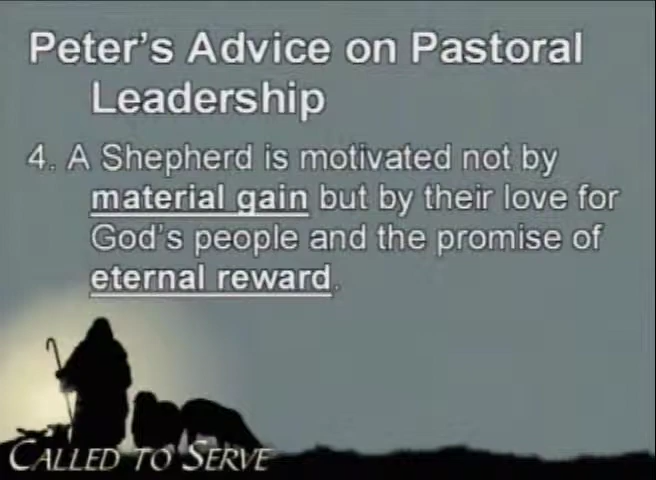 Peter's Advice on Pastoral
Leadership
4. A Shepherd is motivated not by
material gain but by their love for
God's people and the promise of
eternal reward.
CALLED TO SERVE